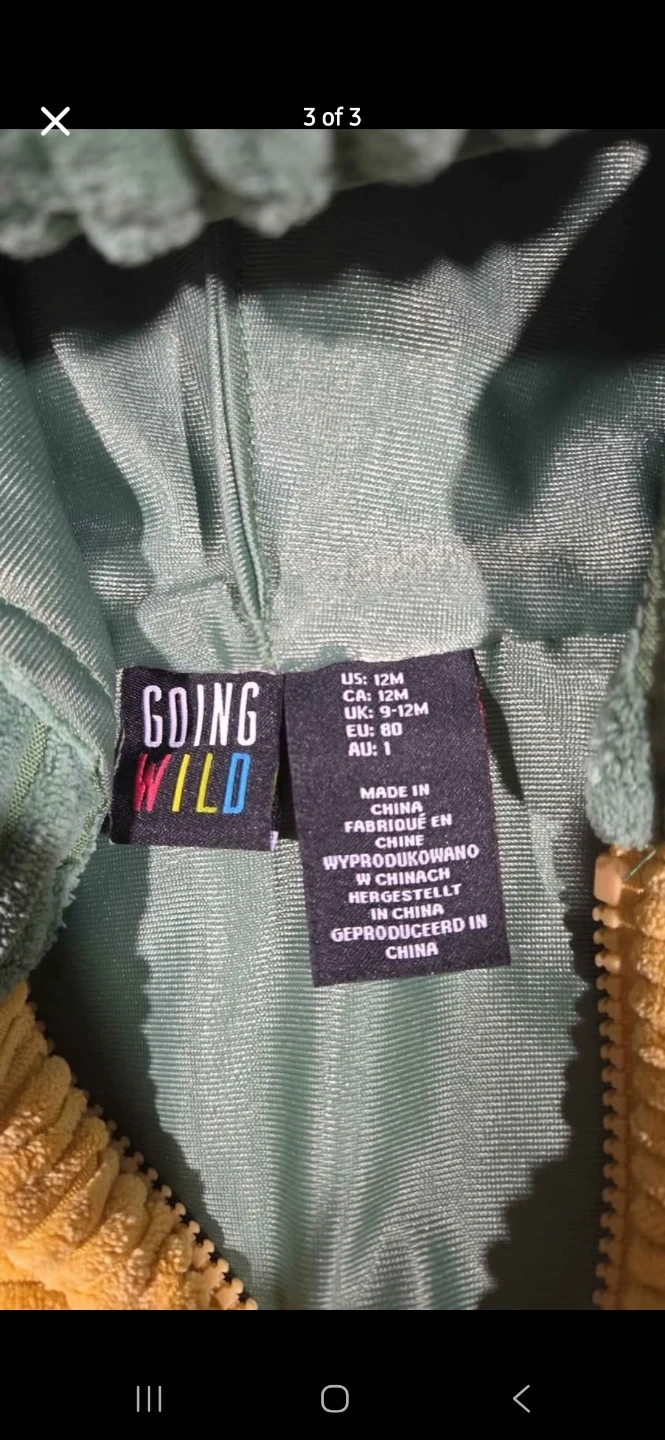 3 of 3
GOING
WILD
US: 12M
CA: 12M
UK: 9-12M
EU: 80
AU: 1
MADE IN
CHINA
FABRIQUÉ EN
CHINE
WYPRODUKOWANO
W CHINACH
HERGESTELLT
IN CHINA
GEPRODUCEERD IN
CHINA